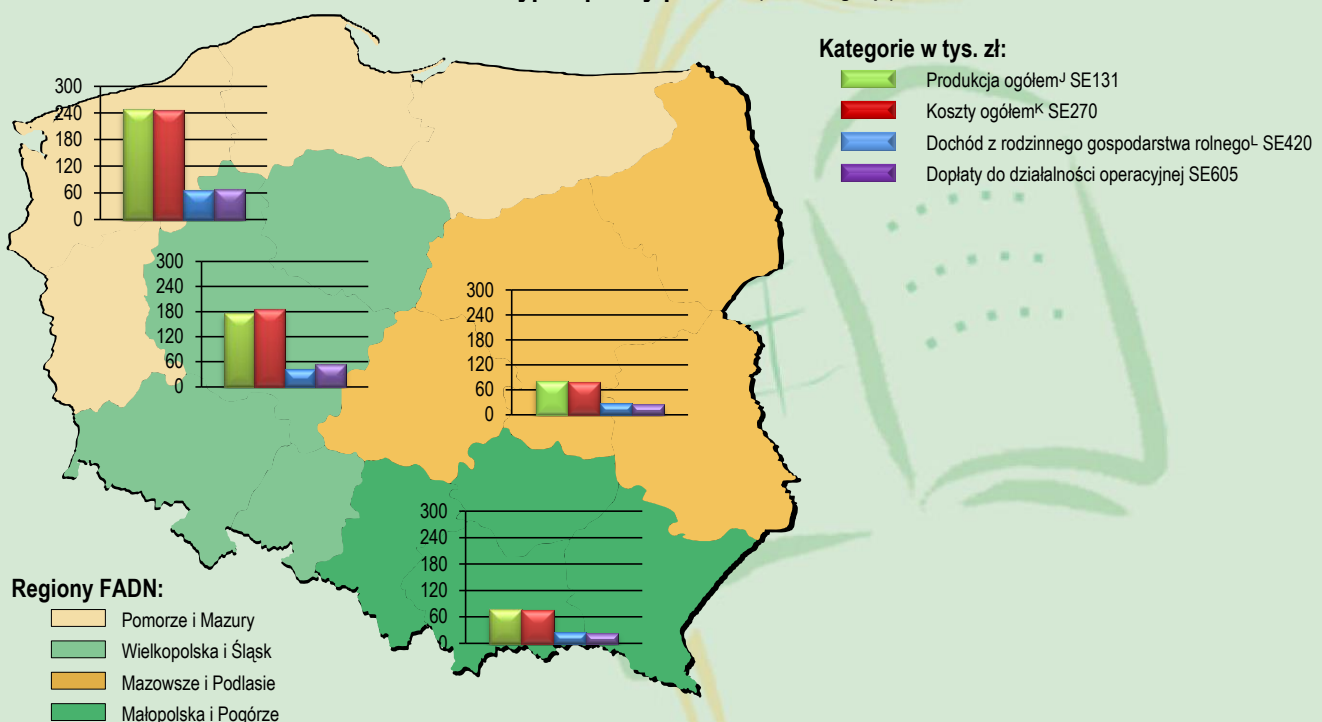 Kategorie w tys. zł:
Produkcja ogółemᴶ SE131
Koszty ogółemᴷ SE270
Dochód z rodzinnego gospodarstwa rolnegoᴸ SE420
Dopłaty do działalności operacyjnej SE605
300
240
180
120
60
0
300
240
180
120
60
0
300
240
180
120
60
0
300
240
180
120
60
0
Regiony FADN:
Pomorze i Mazury
Wielkopolska i Śląsk
Mazowsze i Podlasie
Małopolska i Pogórze